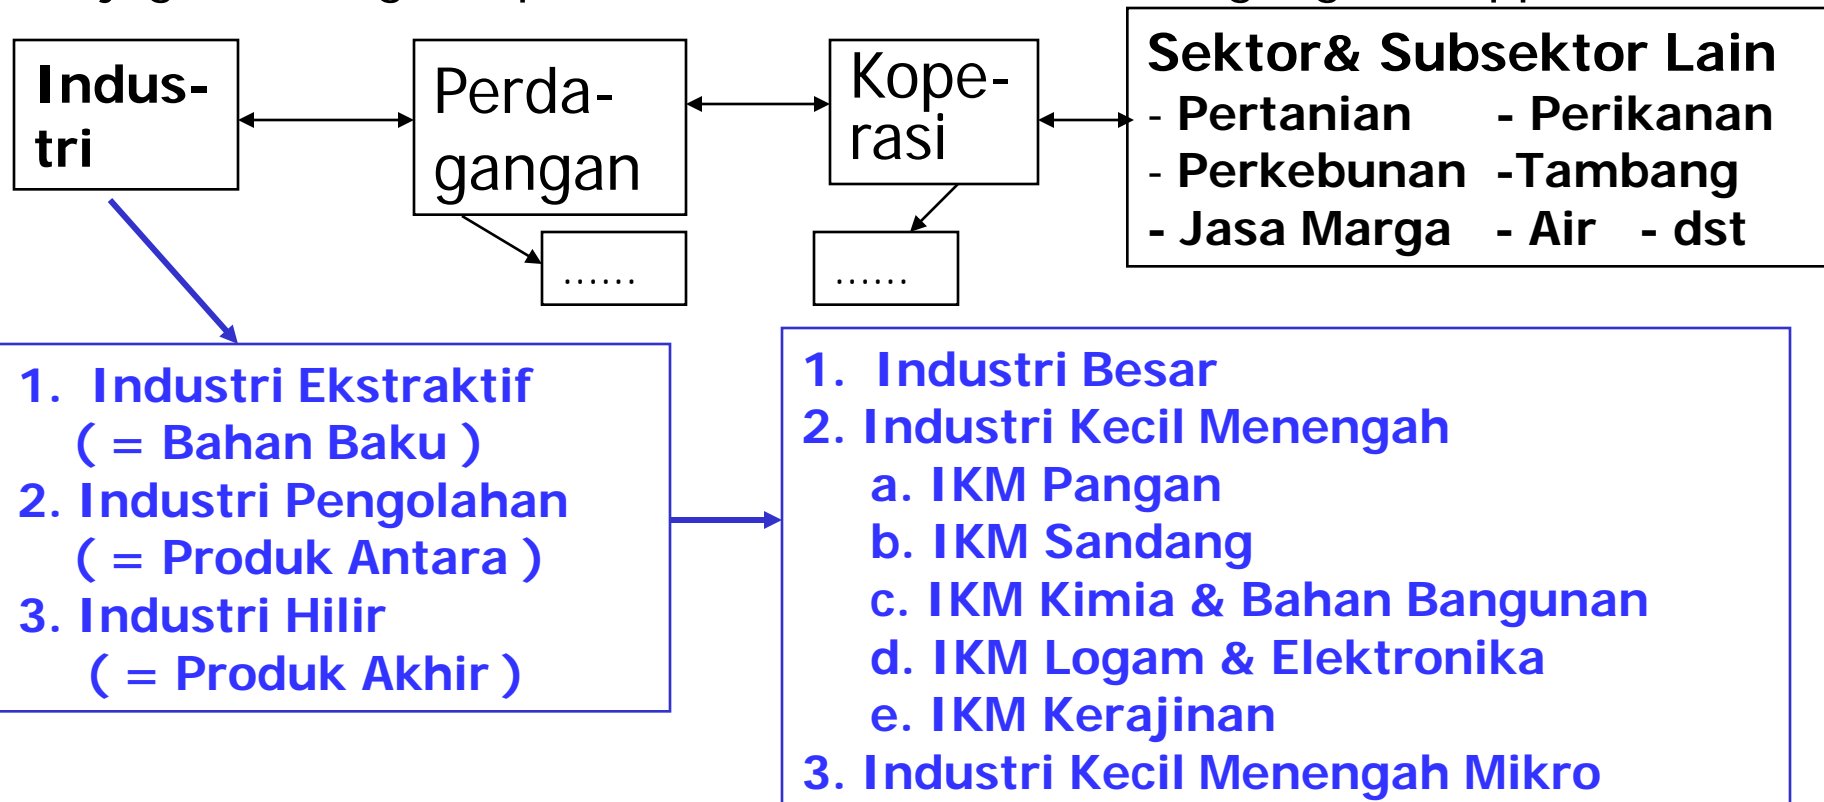 Indus-
tri
Perda-
gangan
Kope-
rasi
Sektor& Subsektor Lain
- Pertanian - Perikanan
- Perkebunan -Tambang
- Jasa Marga - Air - dst
......
......
1. Industri Ekstraktif
( = Bahan Baku )
2. Industri Pengolahan
( = Produk Antara )
3. Industri Hilir
( = Produk Akhir )
1. Industri Besar
2. Industri Kecil Menengah
a. IKM Pangan
b. IKM Sandang
c. IKM Kimia & Bahan Bangunan
d. IKM Logam & Elektronika
e. IKM Kerajinan
3. Industri Kecil Menengah Mikro